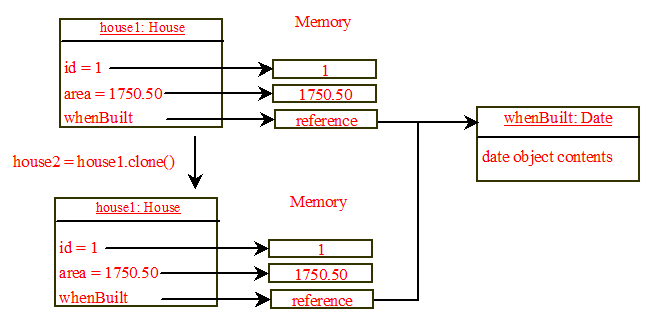 house1: House
Memory
id = 1
1
area = 1750.50
1750.50
whenBuilt
reference
whenBuilt: Date
date object contents
house2 = house1.clone()
house1: House
Memory
id = 1
1
area = 1750.50
1750.50
whenBuilt
reference